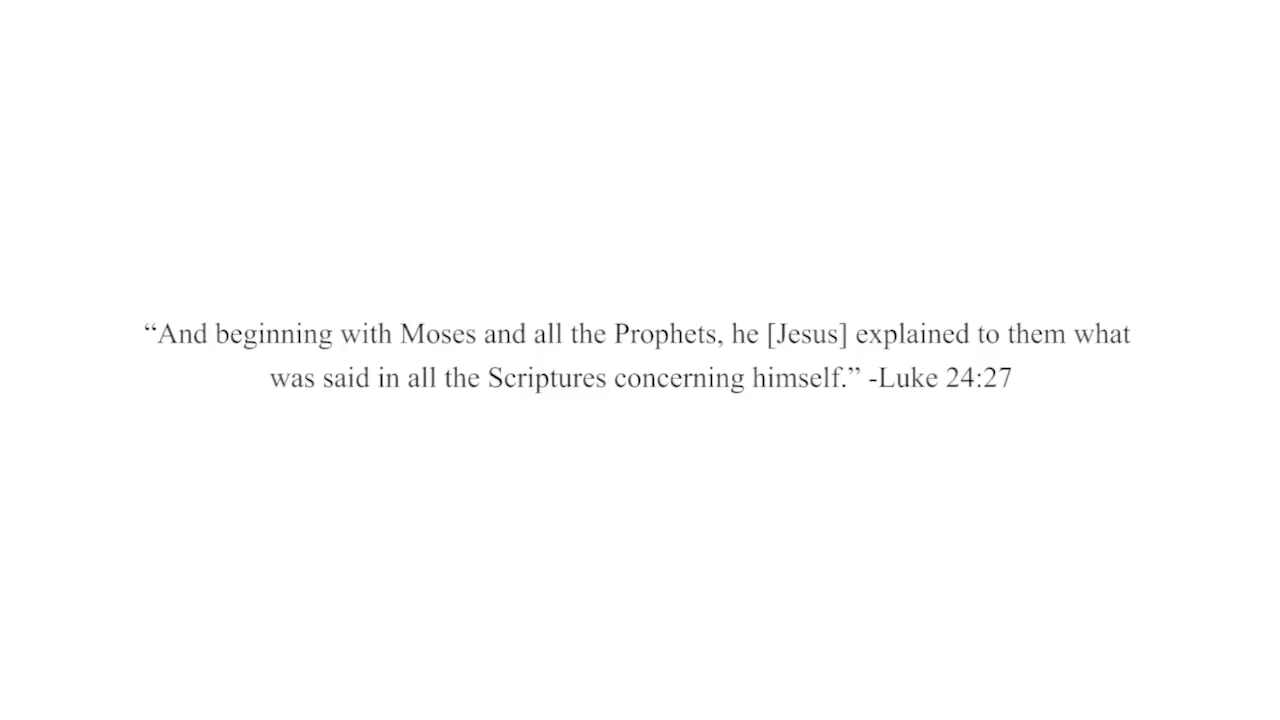 “And beginning with Moses and all the Prophets, he [Jesus] explained to them what
was said in all the Scriptures concerning himself.” -Luke 24:27